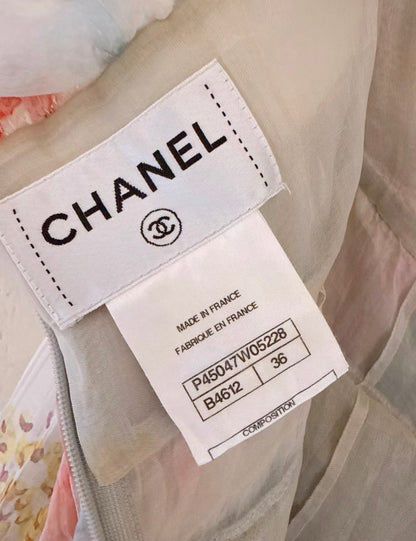 CHANEL
MADE IN FRANCE
FABRIQUE EN FRANCE
P45047W05228
B4612 36
COMPOSITION